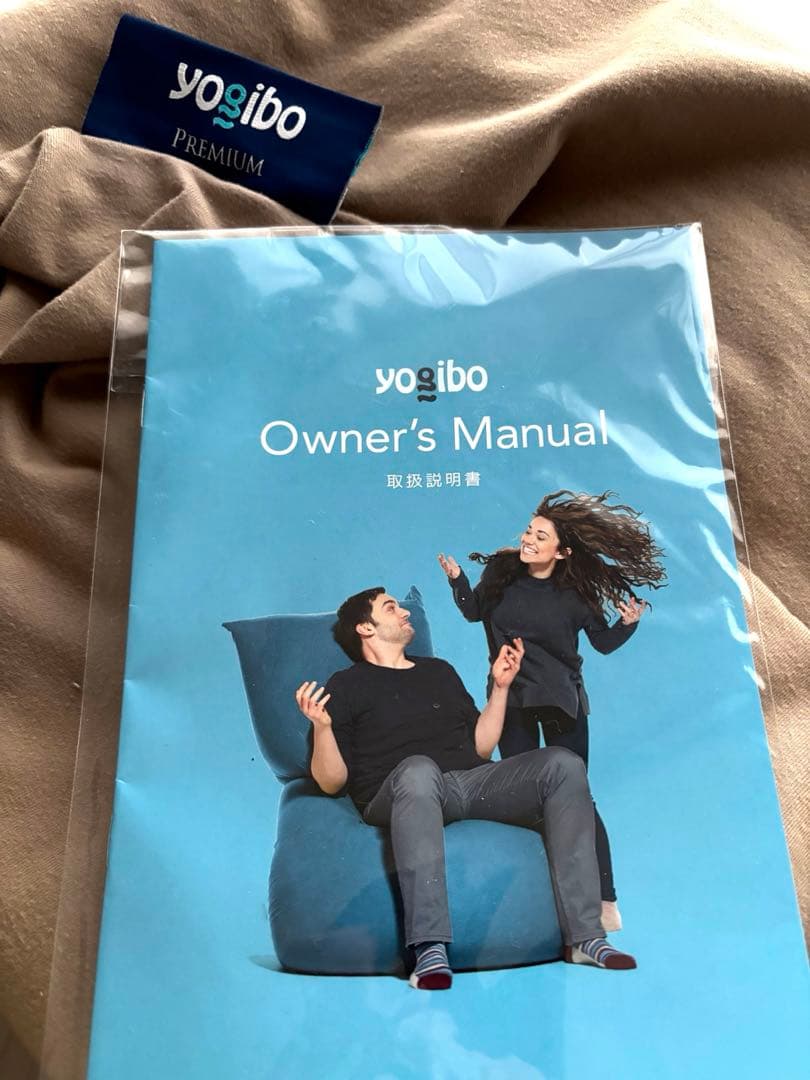 yogibo
PREMIUM
yogibo
Owner's Manual
取扱説明書